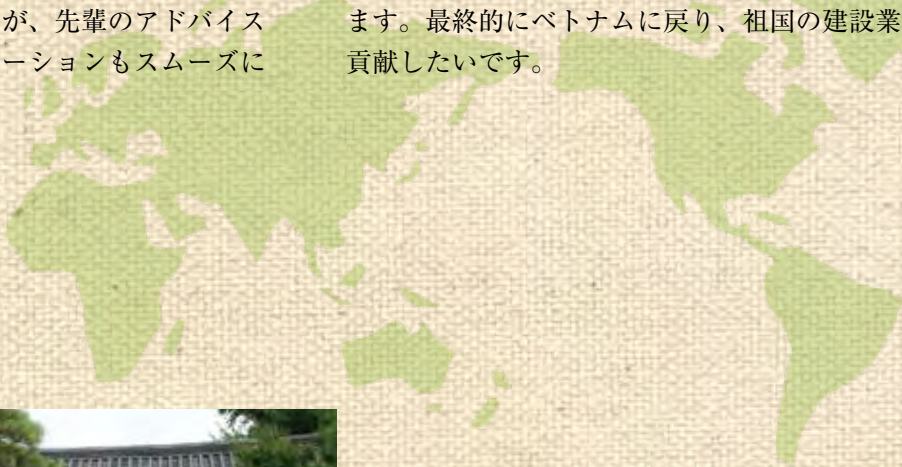 が、先輩のアドバイス
ーションもスムーズに
ます。最終的にベトナムに戻り、祖国の建設業
貢献したいです。